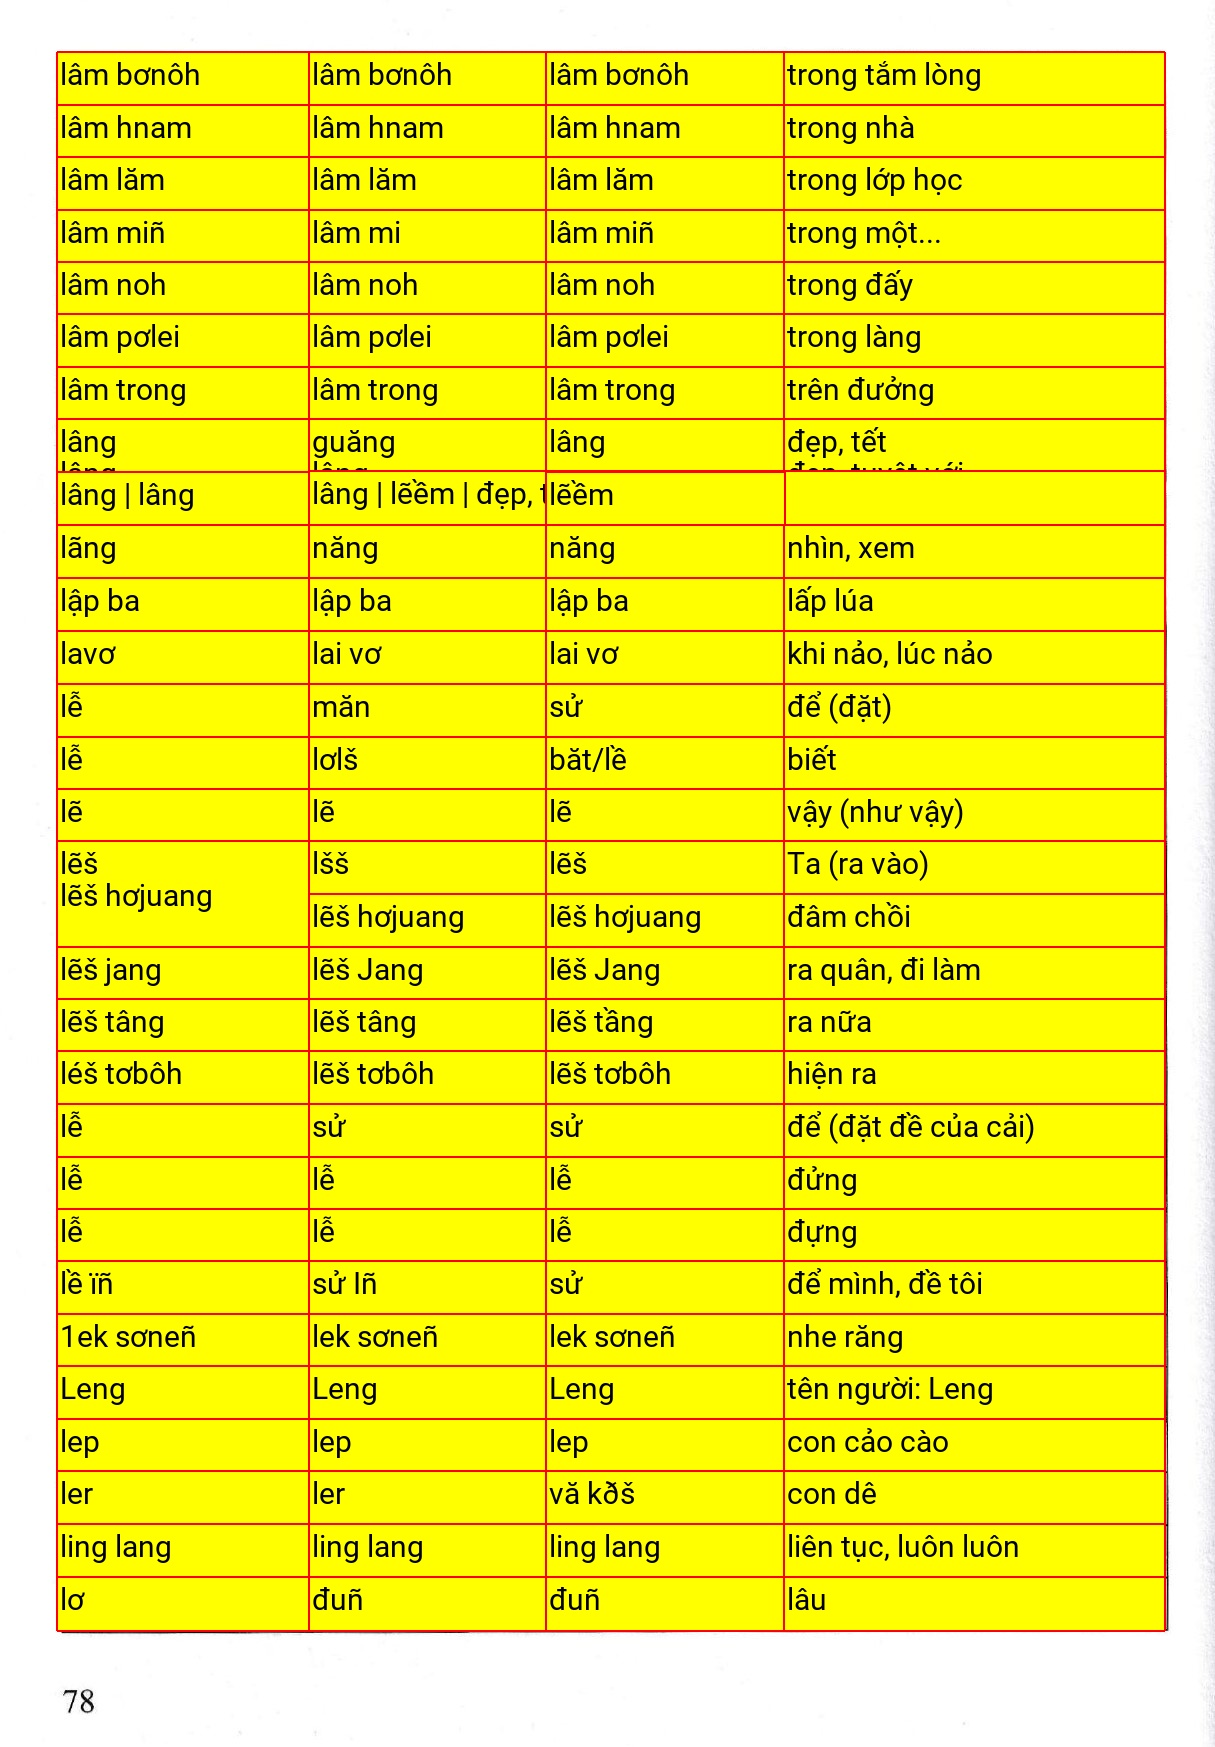 lâm bơnôh lâm bơnôh lâm bơnôh trong tắm lòng
lâm hnam lâm hnam lâm hnam trong nhà
lâm lăm lâm lăm lâm lăm trong lớp học
lâm miñ lâm mi lâm miñ trong một...
lâm noh lâm noh lâm noh trong đấy
lâm pơlei lâm pơlei lâm pơlei trong làng
lâm trong lâm trong lâm trong trên đưởng
lâng guăng lâng đẹp, tết
lâng | lâng lâng | lẽềm | đẹp, lẽềm
lãng năng năng nhìn, xem
lập ba lập ba lập ba lấp lúa
lavơ lai vơ lai vơ khi nảo, lúc nảo
lễ măn sử để (đặt)
lễ lơlš băt/lề biết
lẽ lẽ lẽ vậy (như vậy)
lẽš lšš lẽš Ta (ra vào)
lẽš hơjuang lẽš hơjuang lẽš hơjuang đâm chồi
lẽš jang lẽš Jang lẽš Jang ra quân, đi làm
lẽš tâng lẽš tâng lẽš tầng ra nữa
léš tơbôh lẽš tơbôh lẽš tơbôh hiện ra
lễ sử sử để (đặt đề của cải)
lễ lễ lễ đửng
lễ lễ lễ đựng
lề ïñ sử Iñ sử để mình, đề tôi
1ek sơneñ lek sơneñ lek sơneñ nhe răng
Leng Leng Leng tên người: Leng
lep lep lep con cảo cào
ler ler vă kðš con dê
ling lang ling lang ling lang liên tục, luôn luôn
lơ đuñ đuñ lâu
78